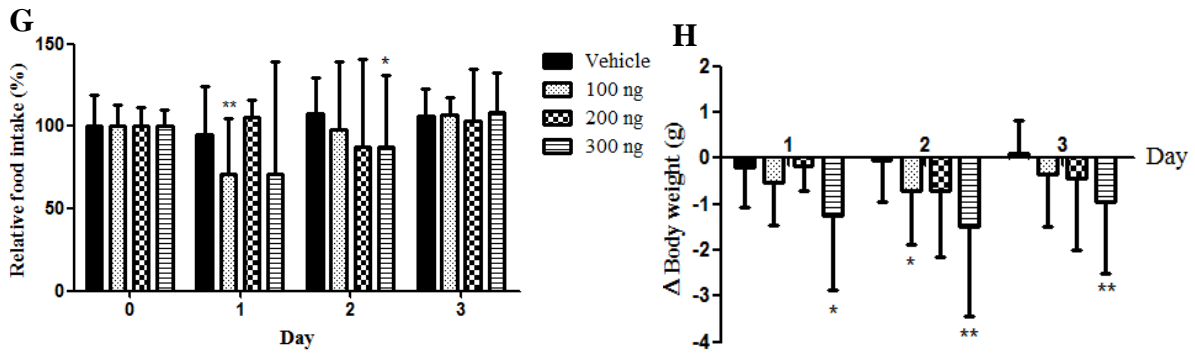 G
Relative food intake (%)
150
100
50
0
**
*
0 1 2 3
Day
Vehicle
100 ng
200 ng
300 ng
H
Δ Body weight (g)
2
1
0
-1
-2
-3
-4
1 2 3
Day
*
*
**
**